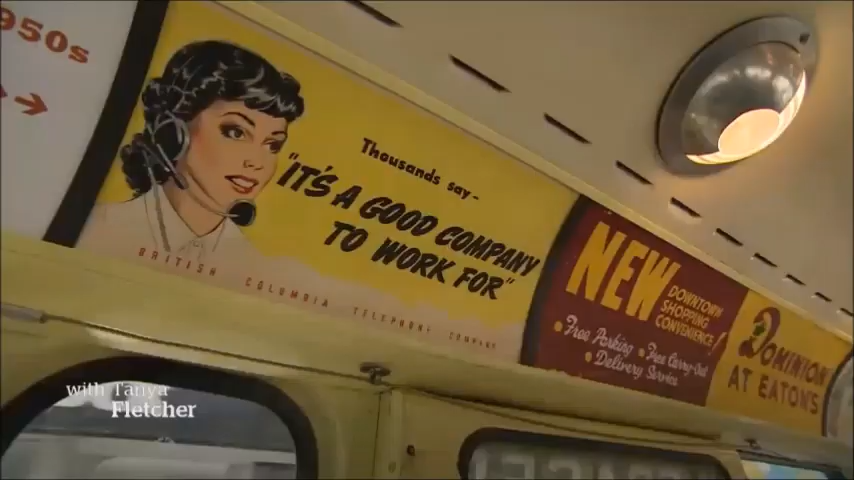 950s
Thousands say-
"IT'S A GOOD COMPANY
TO WORK FOR"
BRITISH COLUMBIA TELEPHONE COMPANY
NEW
DOWNTOWN
SHOPPING
CONVENIENCE!
• Free Parking • Free Carry-Out
• Delivery Service
DOMINION
AT EATON'S
with Tanya
Fletcher